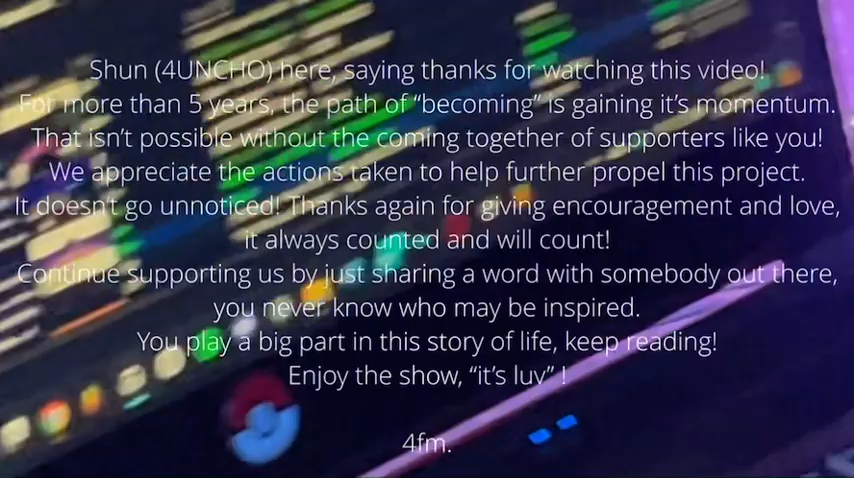 Shun (4UNCHO) here, saying thanks for watching this video!
For more than 5 years, the path of “becoming” is gaining it’s momentum.
That isn’t possible without the coming together of supporters like you!
We appreciate the actions taken to help further propel this project.
It doesn’t go unnoticed! Thanks again for giving encouragement and love,
it always counted and will count!
Continue supporting us by just sharing a word with somebody out there,
you never know who may be inspired.
You play a big part in this story of life, keep reading!
Enjoy the show, “it’s luv” !
4fm.